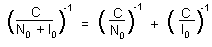 (C / (N₀ + I₀))⁻¹ = (C / N₀)⁻¹ + (C / I₀)⁻¹